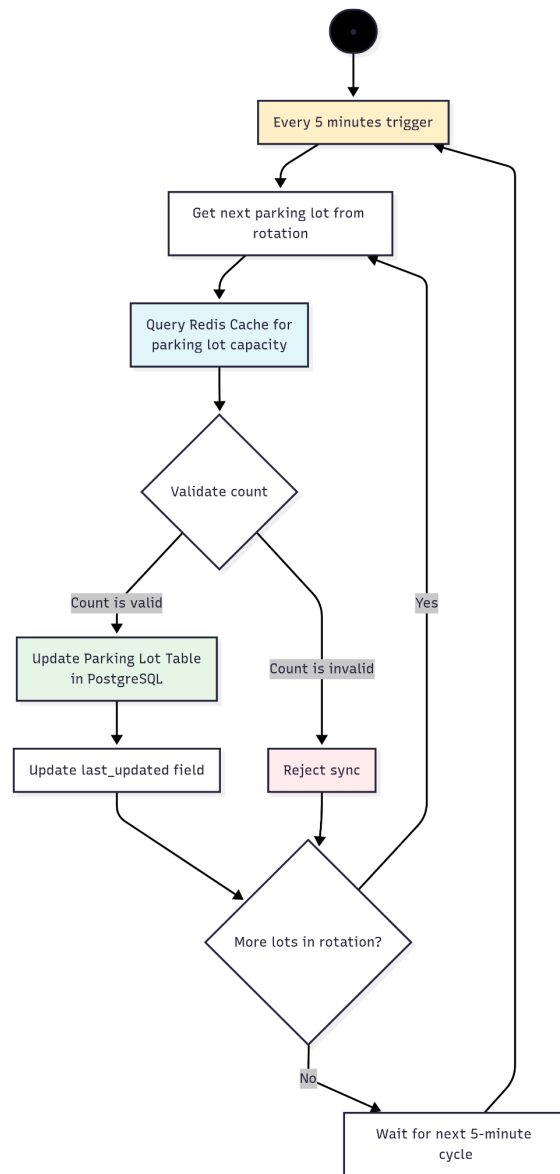 Every 5 minutes trigger
Get next parking lot from
rotation
Query Redis Cache for
parking lot capacity
Validate count
Count is valid
Yes
Update Parking Lot Table
in PostgreSQL
Count is invalid
Update last_updated field
Reject sync
More lots in rotation?
No
Wait for next 5-minute
cycle